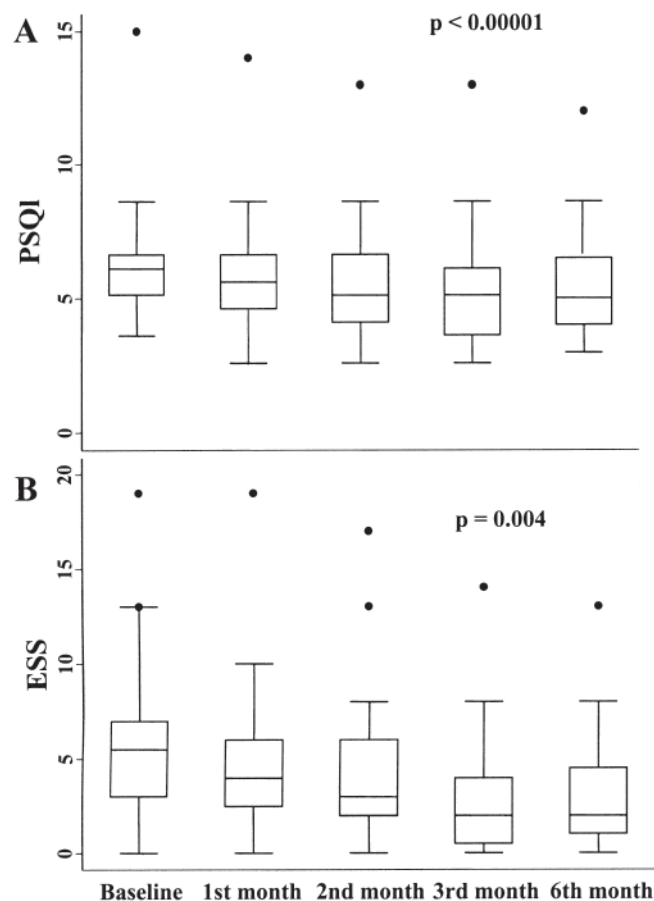 A
p < 0.00001
15
10
5
0
PSQI
B
p = 0.004
20
15
10
5
0
ESS
Baseline 1st month 2nd month 3rd month 6th month